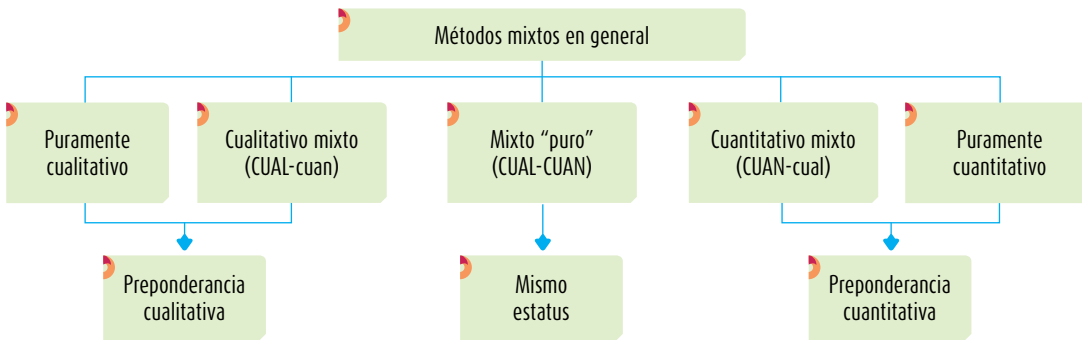 Métodos mixtos en general
Puramente
cualitativo
Cualitativo mixto
(CUAL-cuan)
Mixto “puro”
(CUAL-CUAN)
Cuantitativo mixto
(CUAN-cual)
Puramente
cuantitativo
Preponderancia
cualitativa
Mismo
estatus
Preponderancia
cuantitativa